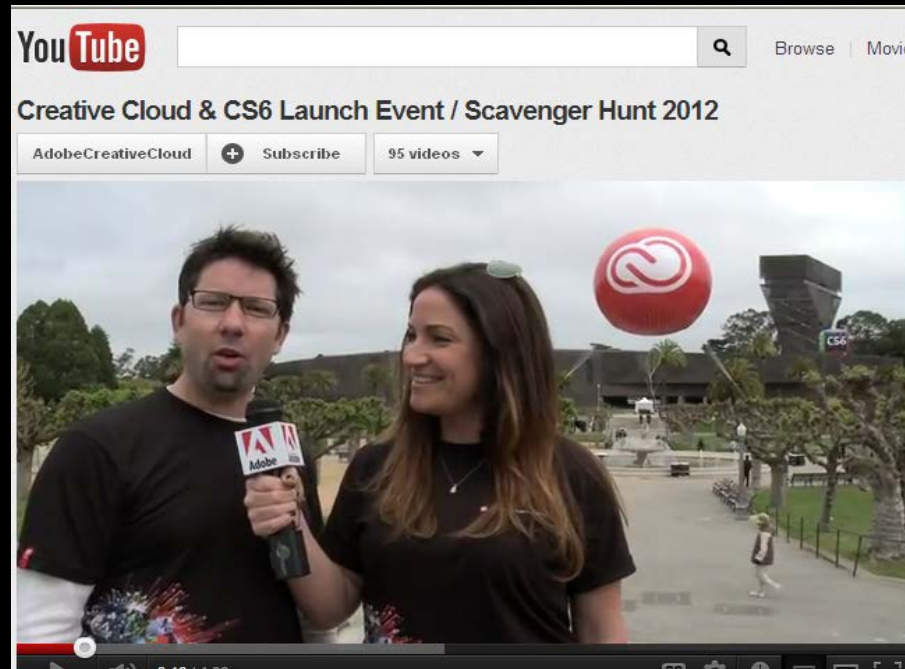 YouTube
Browse
Creative Cloud & CS6 Launch Event / Scavenger Hunt 2012
AdobeCreativeCloud Subscribe 95 videos
CS6
Adobe